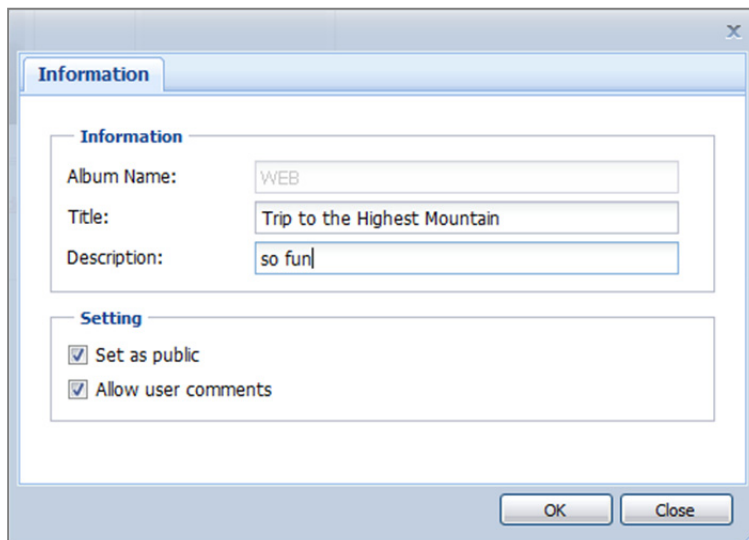 x
Information
Information
Album Name: WEB
Title: Trip to the Highest Mountain
Description: so fun
Setting
Set as public
Allow user comments
OK Close